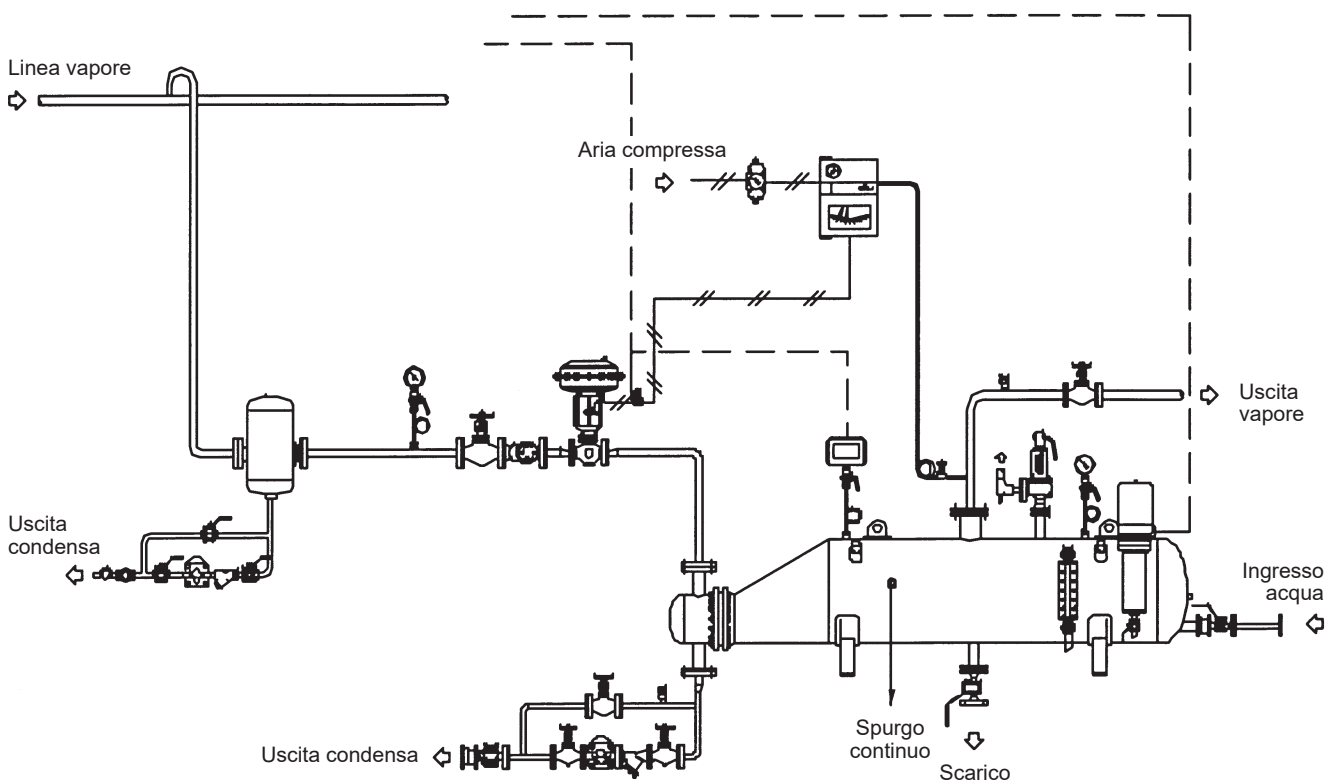 Linea vapore
Aria compressa
Uscita
vapore
Uscita
condensa
Ingresso
acqua
Spurgo
continuo
Uscita condensa
Scarico